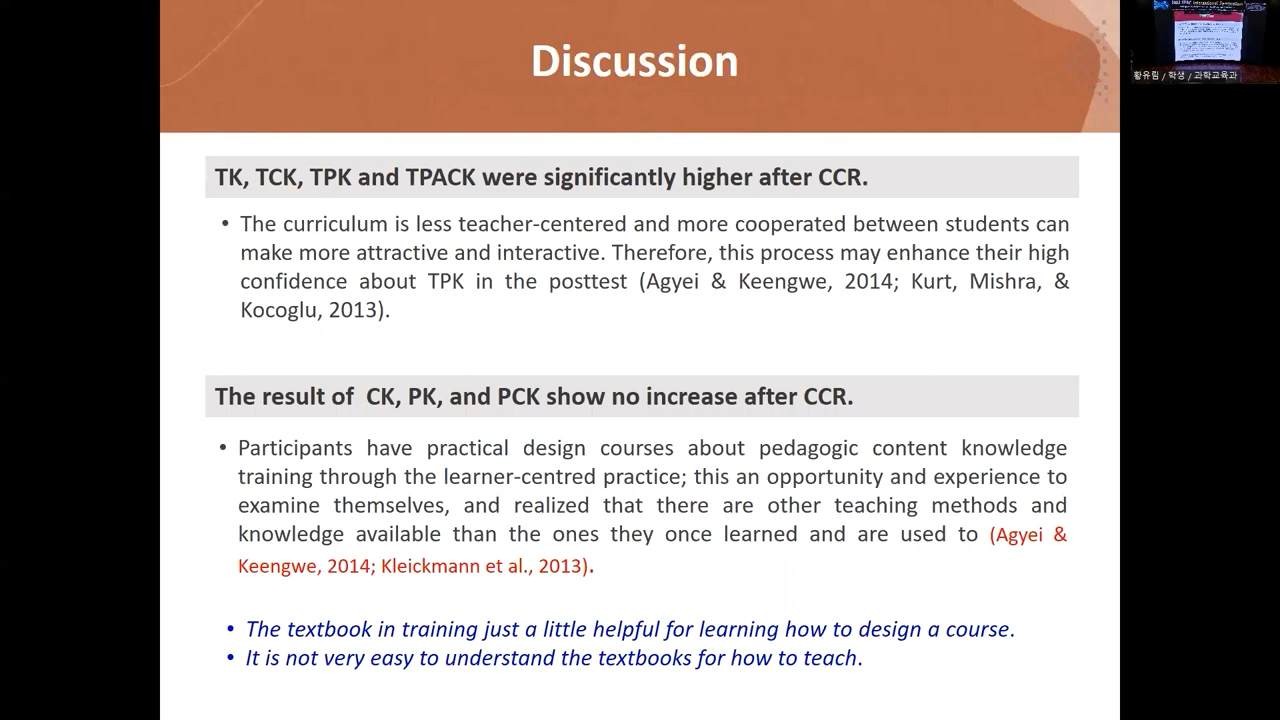 Discussion
황유림 / 학생 / 과학교육과
TK, TCK, TPK and TPACK were significantly higher after CCR.
• The curriculum is less teacher-centered and more cooperated between students can
make more attractive and interactive. Therefore, this process may enhance their high
confidence about TPK in the posttest (Agyei & Keengwe, 2014; Kurt, Mishra, &
Kocoglu, 2013).
The result of  CK, PK, and PCK show no increase after CCR.
• Participants have practical design courses about pedagogic content knowledge
training through the learner-centred practice; this an opportunity and experience to
examine themselves, and realized that there are other teaching methods and
knowledge available than the ones they once learned and are used to (Agyei &
Keengwe, 2014; Kleickmann et al., 2013).
• The textbook in training just a little helpful for learning how to design a course.
• It is not very easy to understand the textbooks for how to teach.